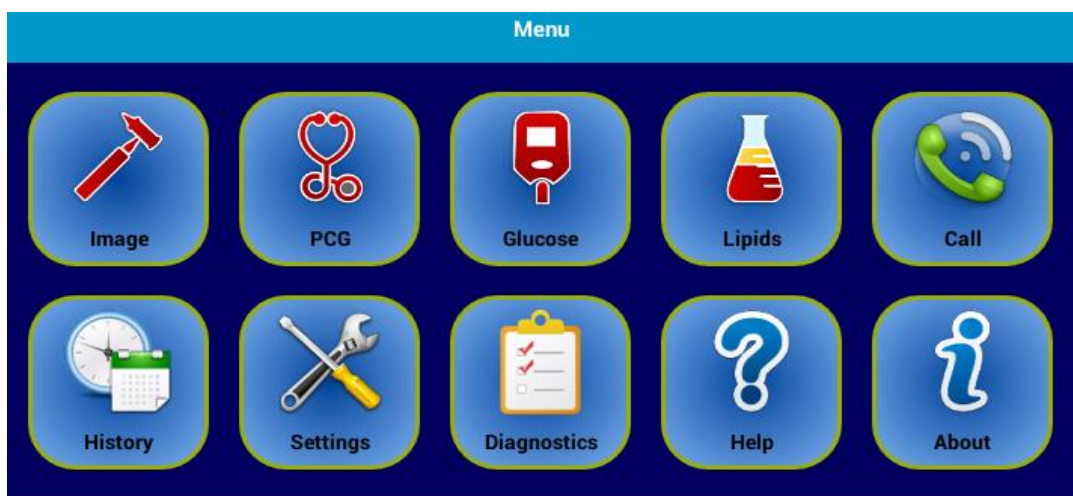 Menu
Image PCG Glucose Lipids Call
History Settings Diagnostics Help About